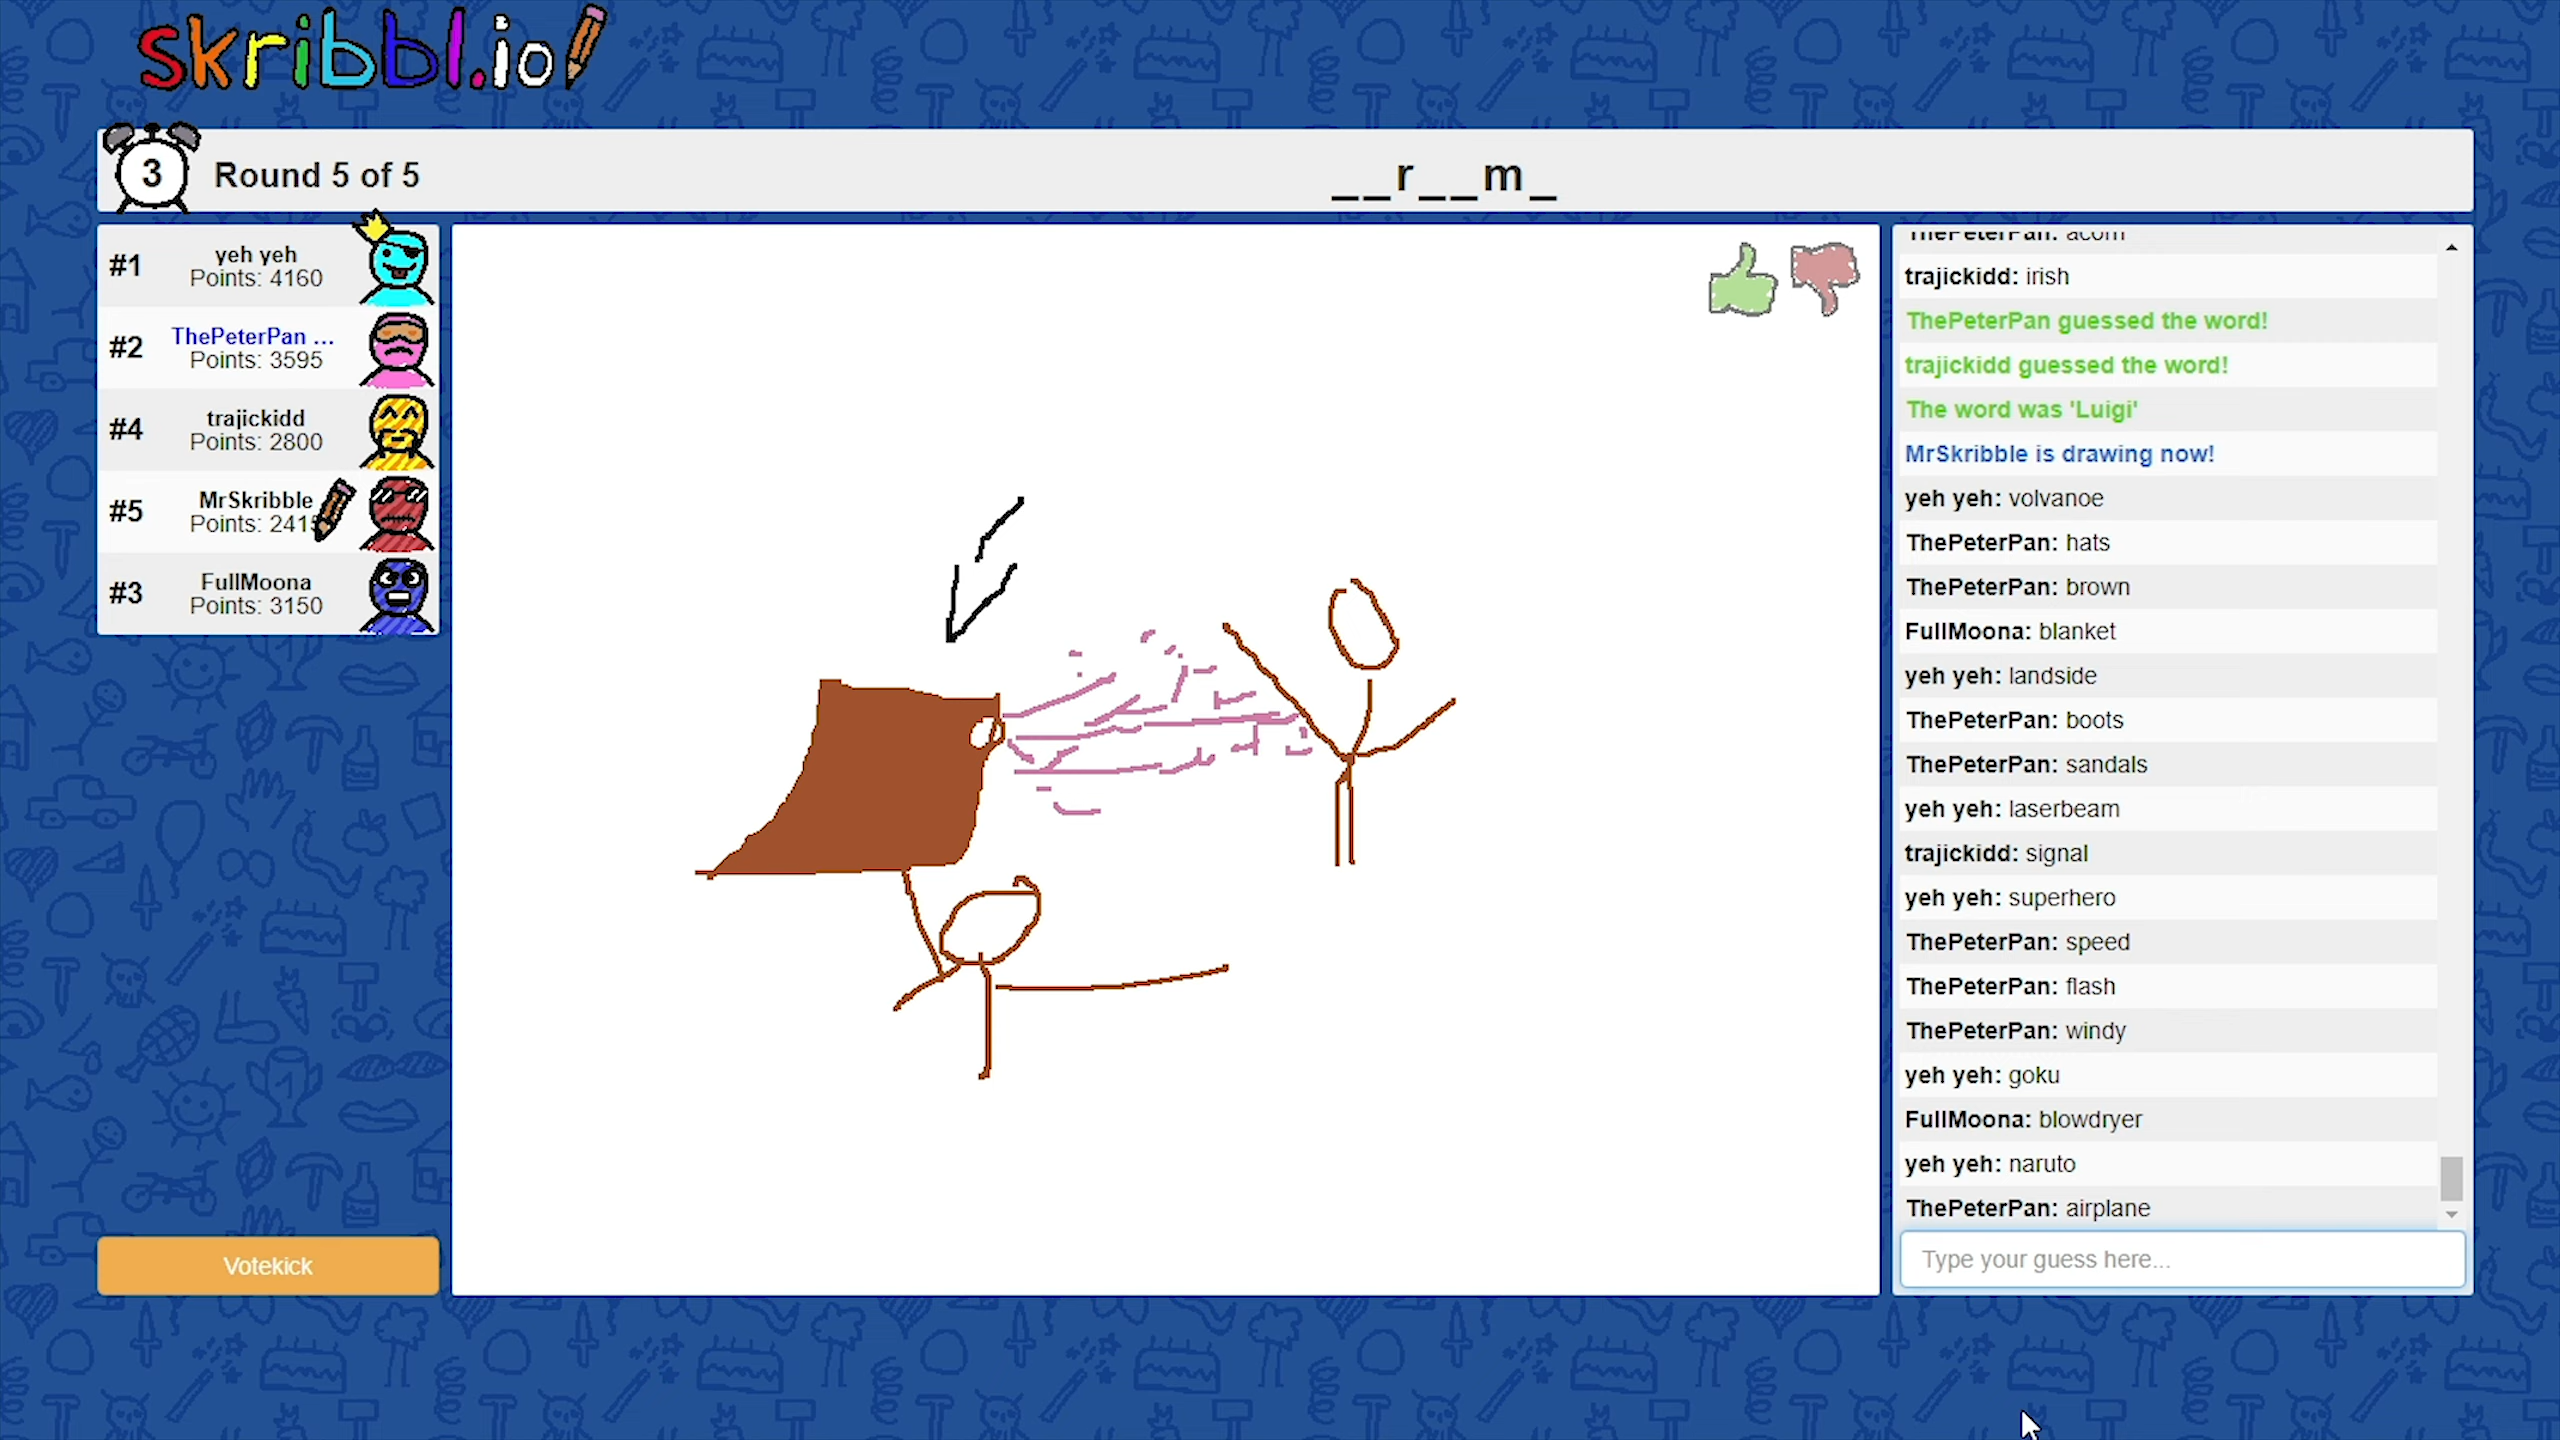 skribbl.io
3
Round 5 of 5
__r__m_
#1
yeh yeh
Points: 4160
#2
ThePeterPan ...
Points: 3595
#4
trajickidd
Points: 2800
#5
MrSkribble
Points: 2415
#3
FullMoona
Points: 3150
Votekick
ThePeterPan: acorn
trajickidd: irish
ThePeterPan guessed the word!
trajickidd guessed the word!
The word was 'Luigi'
MrSkribble is drawing now!
yeh yeh: volvanoe
ThePeterPan: hats
ThePeterPan: brown
FullMoona: blanket
yeh yeh: landside
ThePeterPan: boots
ThePeterPan: sandals
yeh yeh: laserbeam
trajickidd: signal
yeh yeh: superhero
ThePeterPan: speed
ThePeterPan: flash
ThePeterPan: windy
yeh yeh: goku
FullMoona: blowdryer
yeh yeh: naruto
ThePeterPan: airplane
Type your guess here...